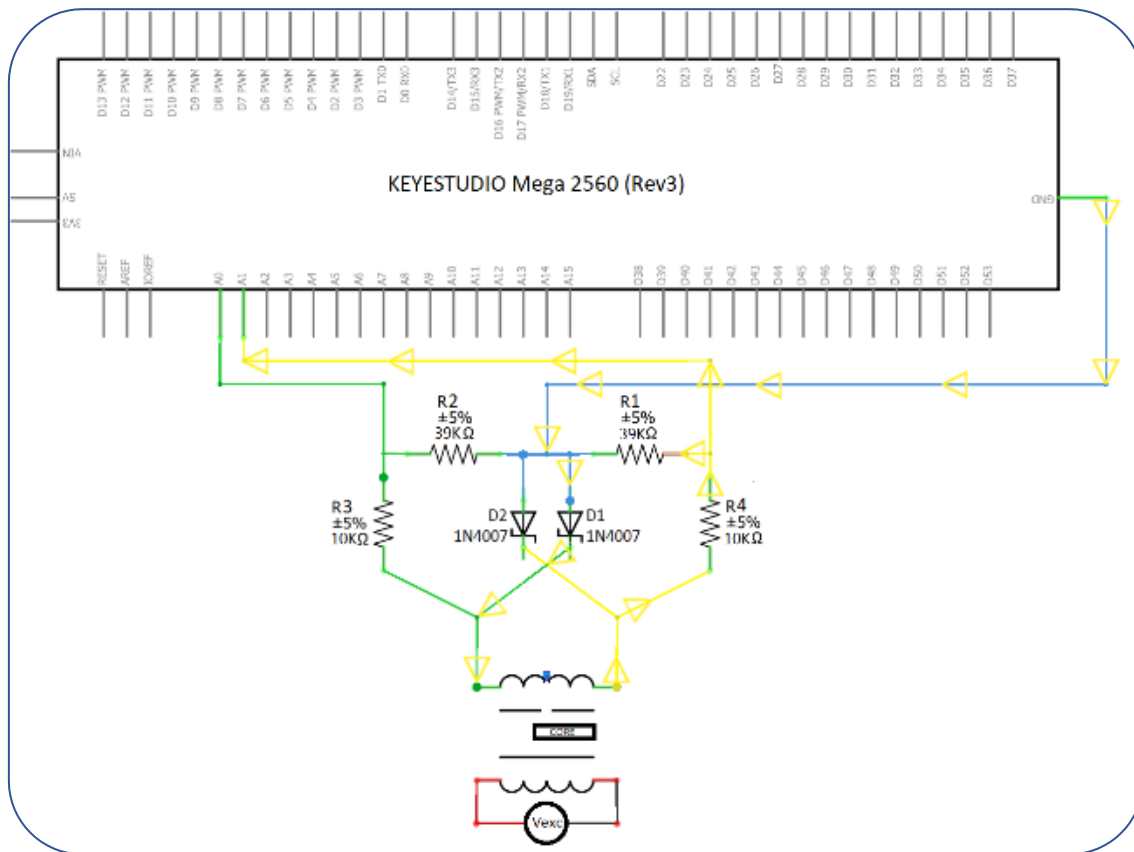 D13 PWM
D12 PWM
D11 PWM
D10 PWM
D9 PWM
D8 PWM
D7 PWM
D6 PWM
D5 PWM
D4 PWM
D2 PWM
D3 PWM
D1 TX0
D0 RX0
D14/TX3
D15/RX3
D16 PWM/TX2
D17 PWM/RX2
D18/TX1
D19/RX1
SDA
SCL
D22
D23
D24
D25
D26
D27
D28
D29
D30
D31
D32
D33
D34
D35
D36
D37
VIN
5V
3V3
KEYESTUDIO Mega 2560 (Rev3)
GND
RESET
AREF
IOREF
A0
A1
A2
A3
A4
A5
A6
A7
A8
A9
A10
A11
A12
A13
A14
A15
D38
D39
D40
D41
D42
D43
D44
D45
D46
D47
D48
D49
D50
D51
D52
D53
R2
±5%
39KΩ
R1
±5%
39KΩ
R3
±5%
10KΩ
D2
1N4007
D1
1N4007
R4
±5%
10KΩ
CORE
Vexc